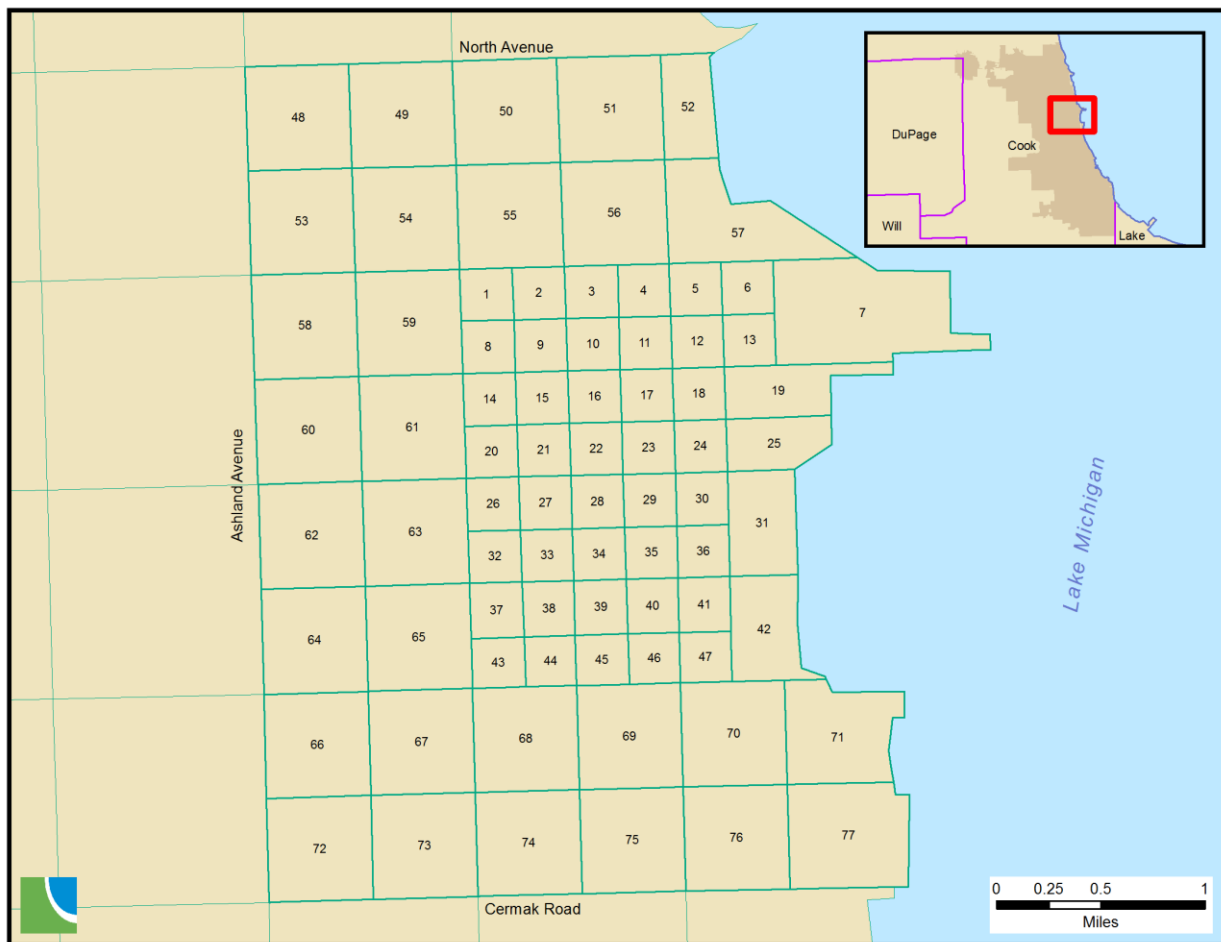 North Avenue
48 49 50 51 52
DuPage
Cook
Will
Lake
53 54 55 56 57
1 2 3 4 5 6 7
58 59
8 9 10 11 12 13
14 15 16 17 18 19
60 61
20 21 22 23 24 25
26 27 28 29 30 31
62 63
32 33 34 35 36
37 38 39 40 41 42
64 65
43 44 45 46 47
66 67 68 69 70 71
72 73 74 75 76 77
Ashland Avenue
Lake Michigan
Cermak Road
0 0.25 0.5 1
Miles